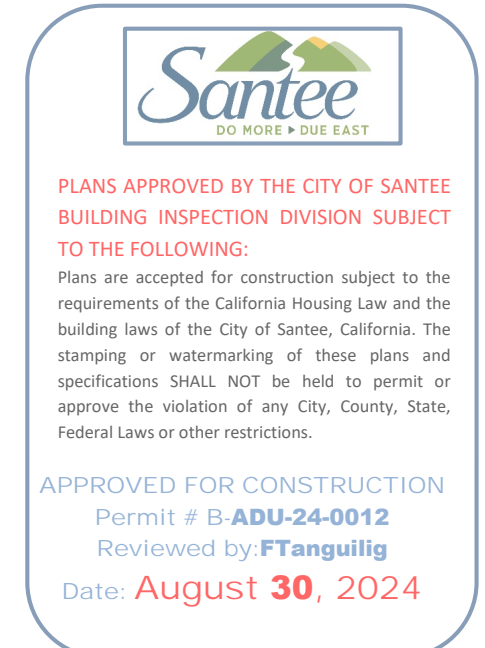 Santee
DO MORE ▶ DUE EAST
PLANS APPROVED BY THE CITY OF SANTEE
BUILDING INSPECTION DIVISION SUBJECT
TO THE FOLLOWING:
Plans are accepted for construction subject to the
requirements of the California Housing Law and the
building laws of the City of Santee, California. The
stamping or watermarking of these plans and
specifications SHALL NOT be held to permit or
approve the violation of any City, County, State,
Federal Laws or other restrictions.
APPROVED FOR CONSTRUCTION
Permit # B-ADU-24-0012
Reviewed by:FTanguilig
Date: August 30, 2024